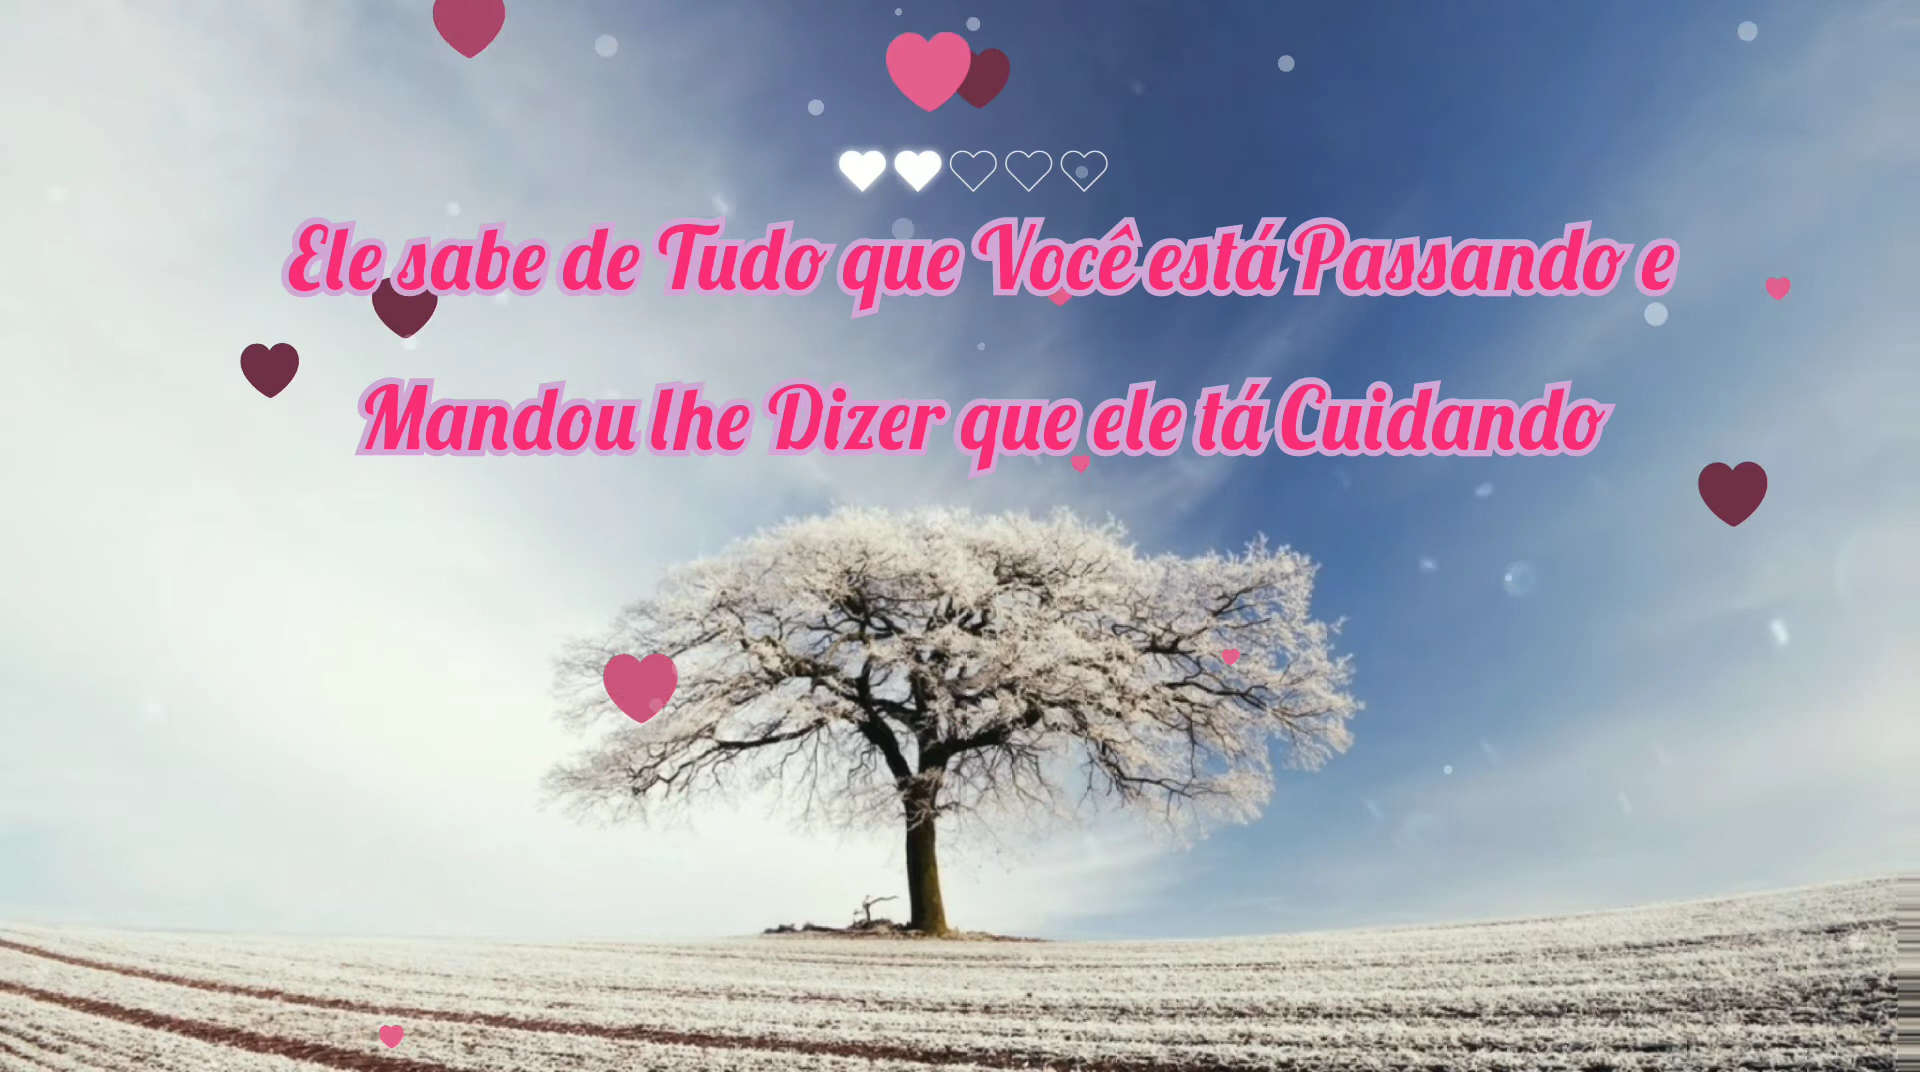 Ele sabe de Tudo que Você está Passando e
Mandou lhe Dizer que ele tá Cuidando